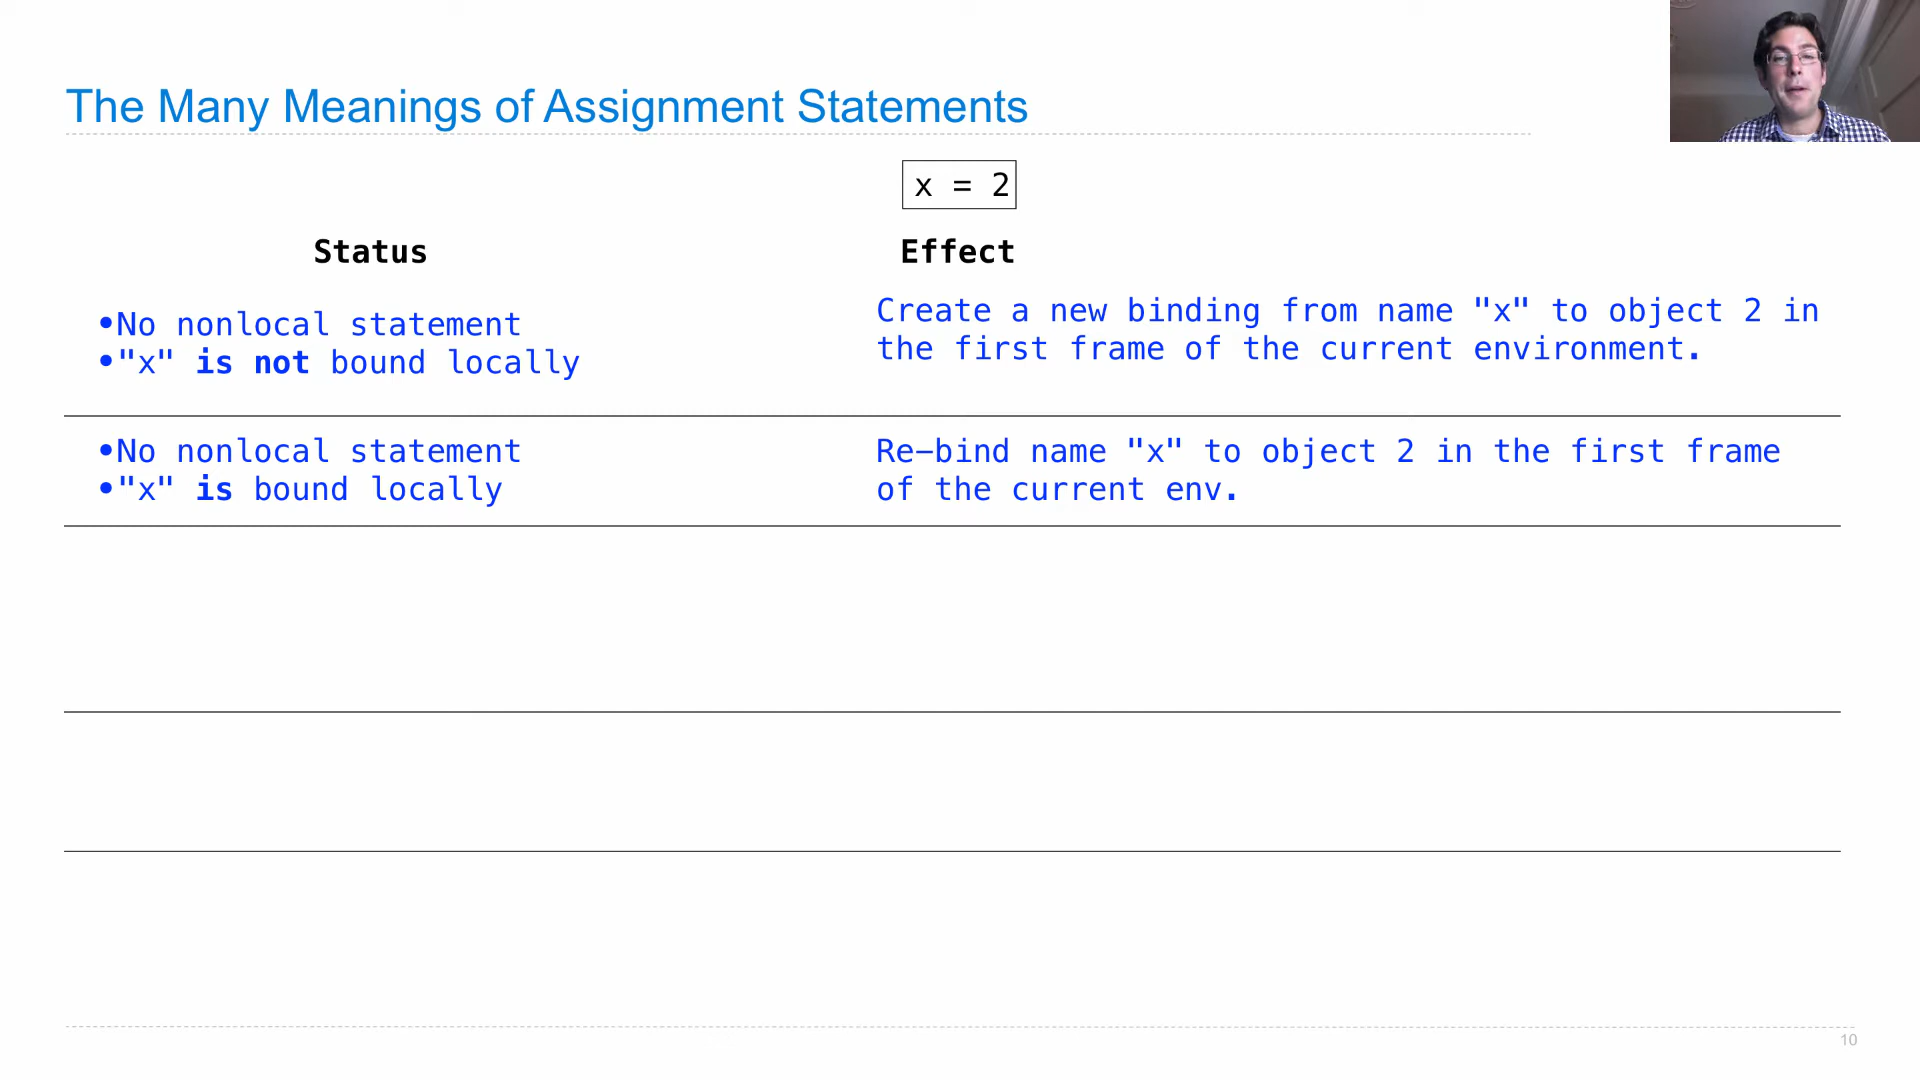 The Many Meanings of Assignment Statements
x = 2
Status
Effect
•No nonlocal statement
•"x" is not bound locally
Create a new binding from name "x" to object 2 in
the first frame of the current environment.
•No nonlocal statement
•"x" is bound locally
Re–bind name "x" to object 2 in the first frame
of the current env.
10